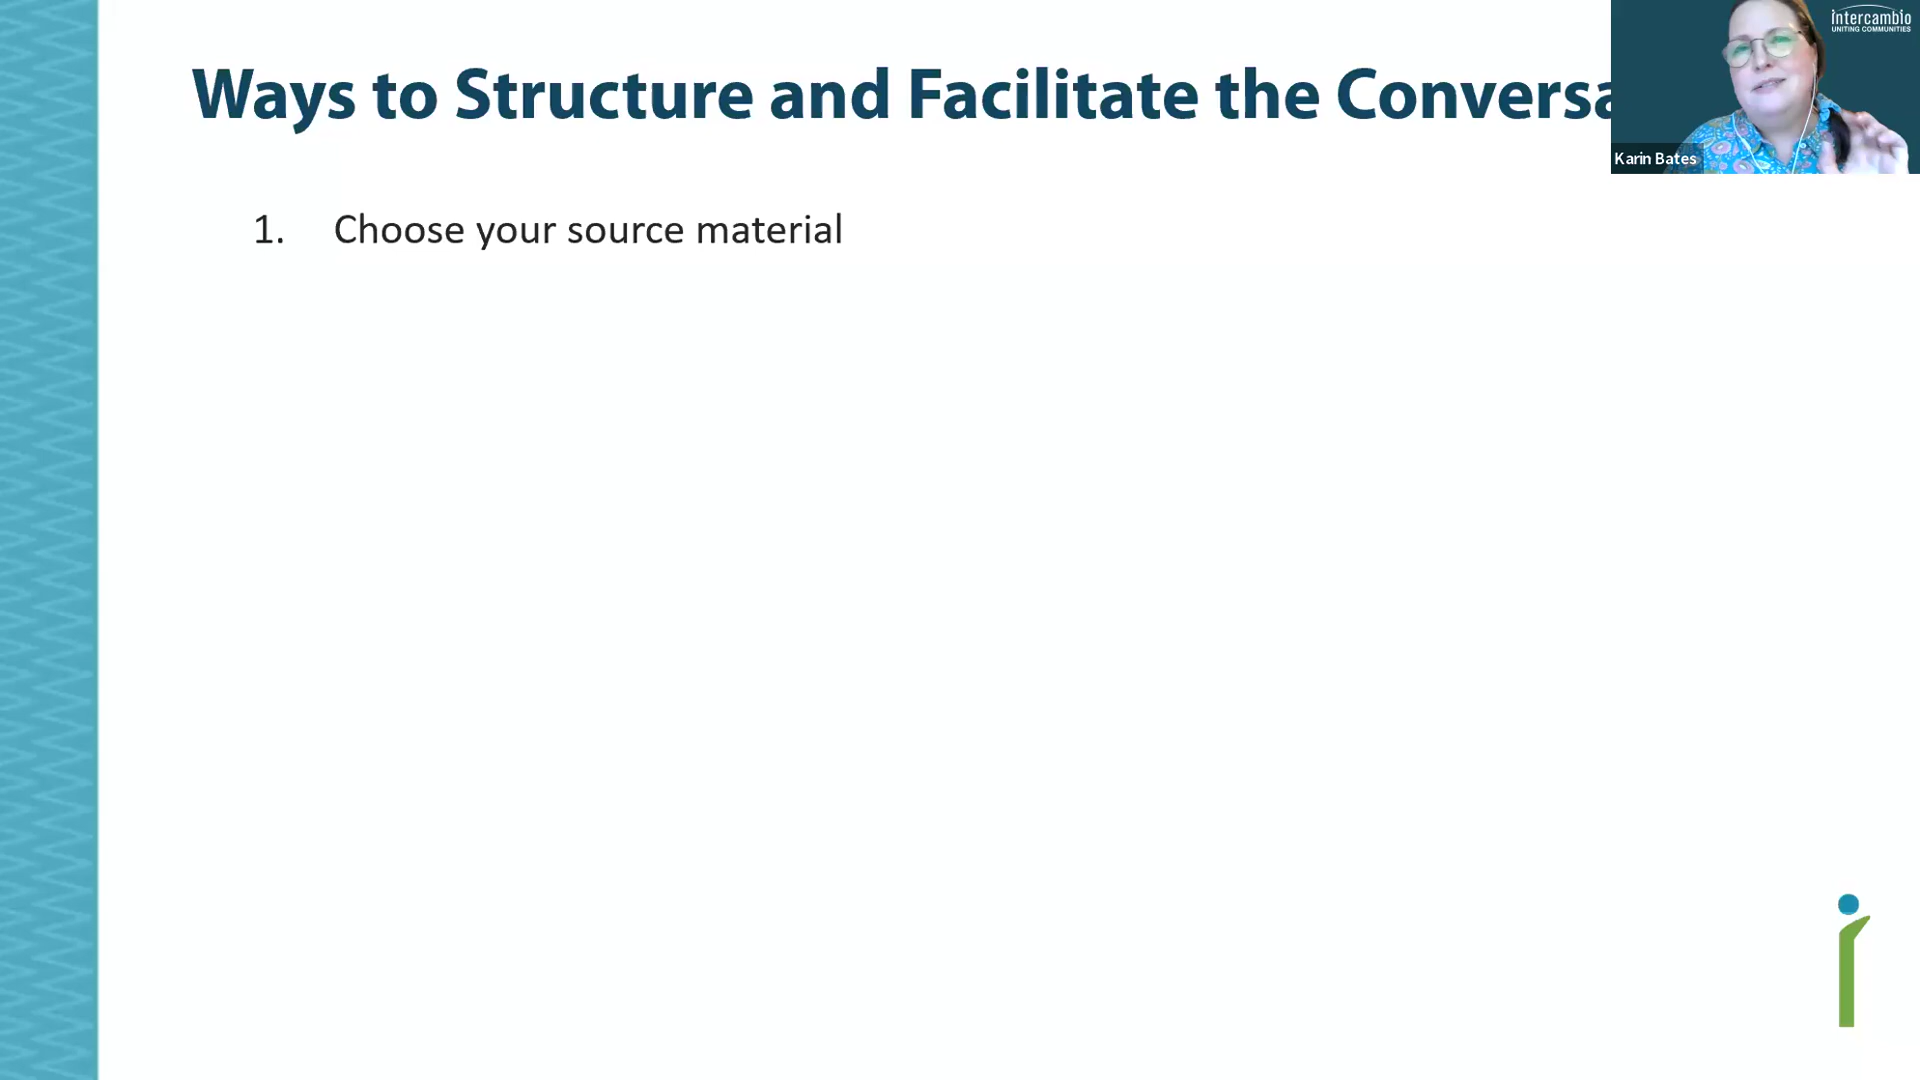 Ways to Structure and Facilitate the Conversa
intercambio
UNITING COMMUNITIES
Karin Bates
1. Choose your source material